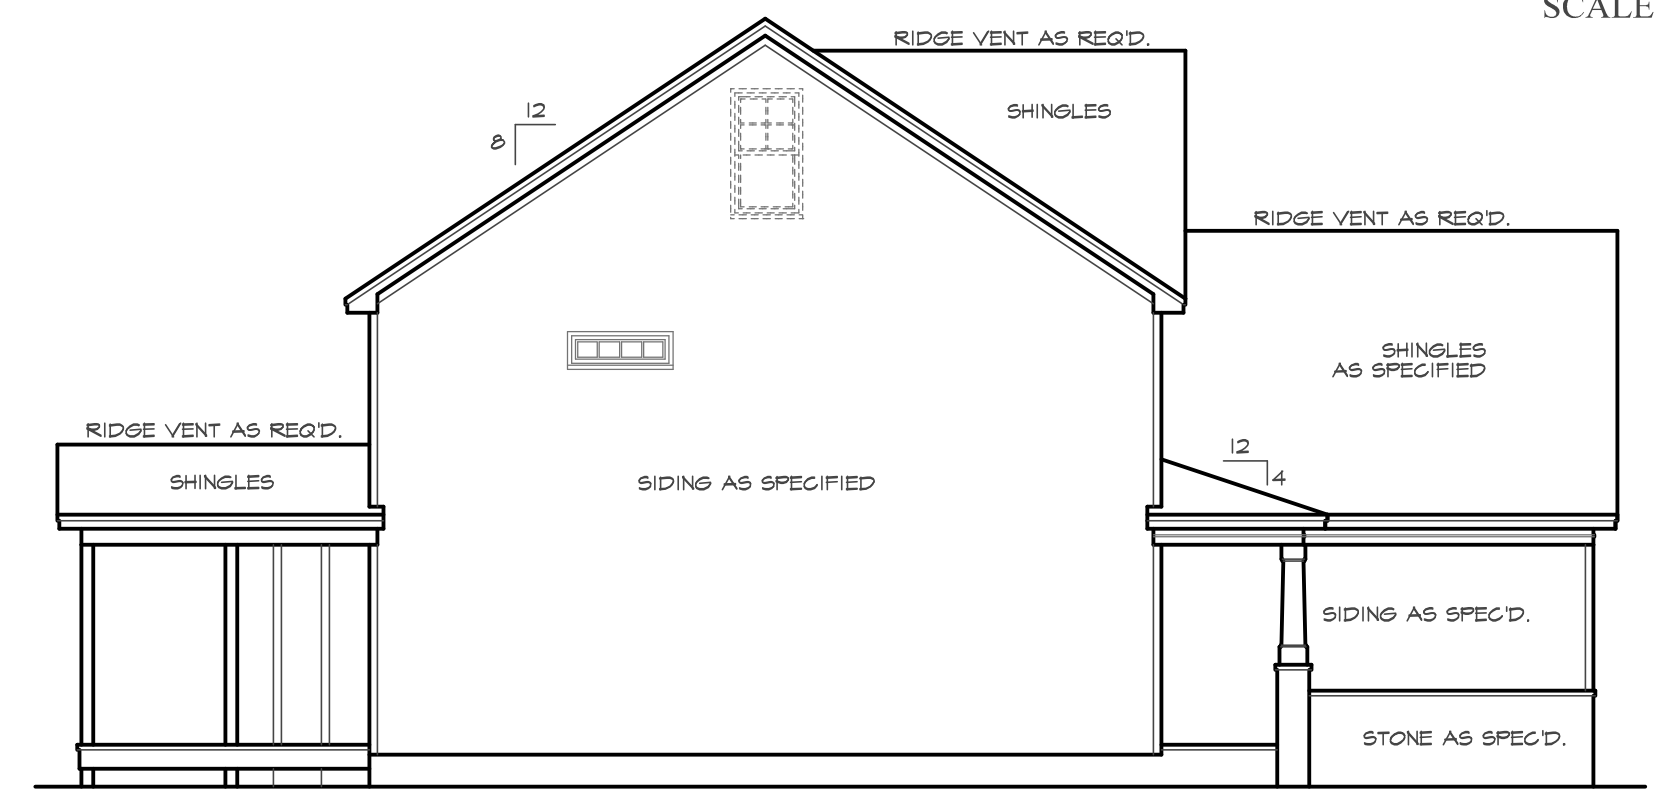 SCALE
RIDGE VENT AS REQ'D.
12
8
SHINGLES
RIDGE VENT AS REQ'D.
SHINGLES
AS SPECIFIED
RIDGE VENT AS REQ'D.
12
4
SHINGLES
SIDING AS SPECIFIED
SIDING AS SPEC'D.
STONE AS SPEC'D.